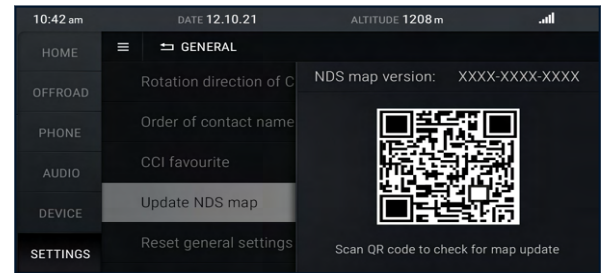 10:42 am DATE 12.10.21 ALTITUDE 1208 m
HOME
OFFROAD
PHONE
AUDIO
DEVICE
SETTINGS
GENERAL
Rotation direction of C
Order of contact name
CCI favourite
Update NDS map
Reset general settings
NDS map version: XXXX-XXXX-XXXX
Scan QR code to check for map update